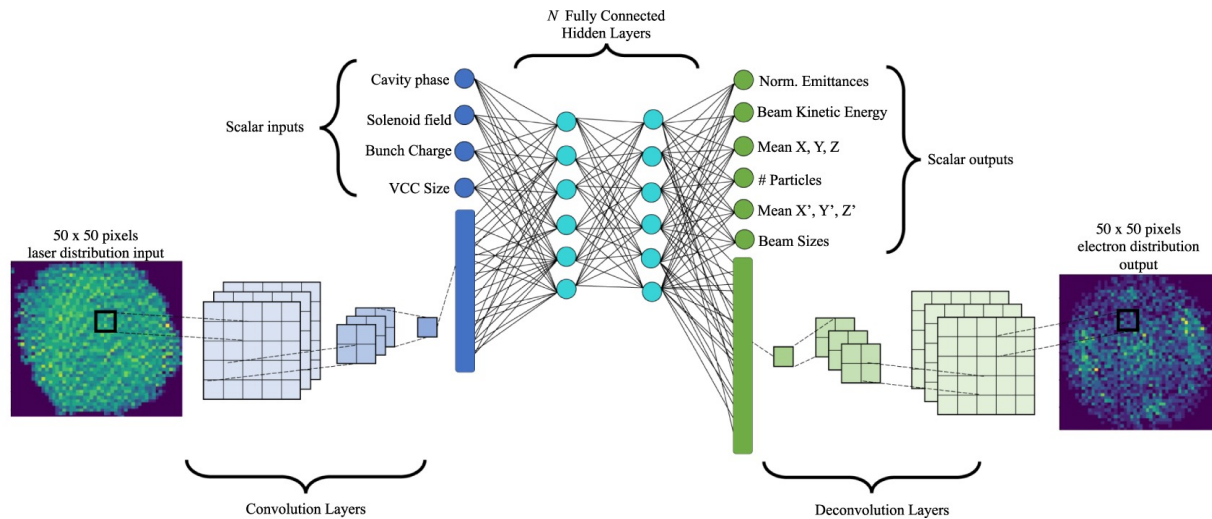 N Fully Connected
Hidden Layers
Scalar inputs
Cavity phase
Solenoid field
Bunch Charge
VCC Size
Norm. Emittances
Beam Kinetic Energy
Mean X, Y, Z
# Particles
Mean X’, Y’, Z’
Beam Sizes
Scalar outputs
50 x 50 pixels
laser distribution input
50 x 50 pixels
electron distribution
output
Convolution Layers
Deconvolution Layers